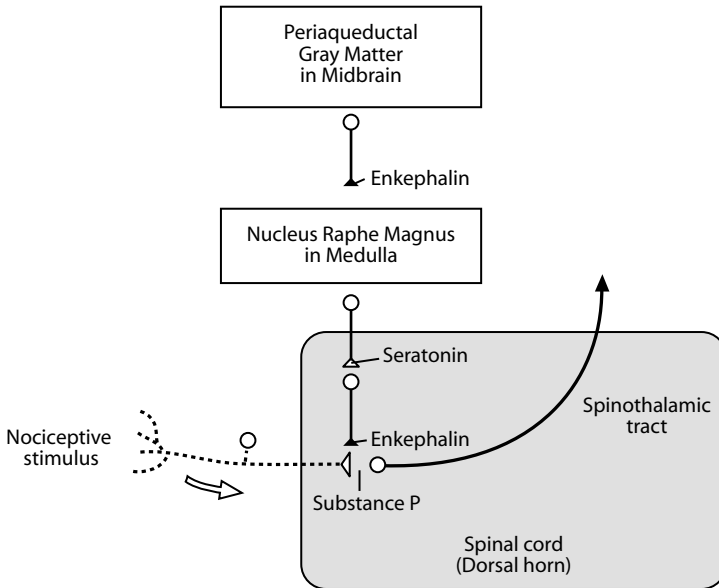 Periaqueductal
Gray Matter
in Midbrain
Enkephalin
Nucleus Raphe Magnus
in Medulla
Seratonin
Spinothalamic
tract
Nociceptive
stimulus
Enkephalin
Substance P
Spinal cord
(Dorsal horn)